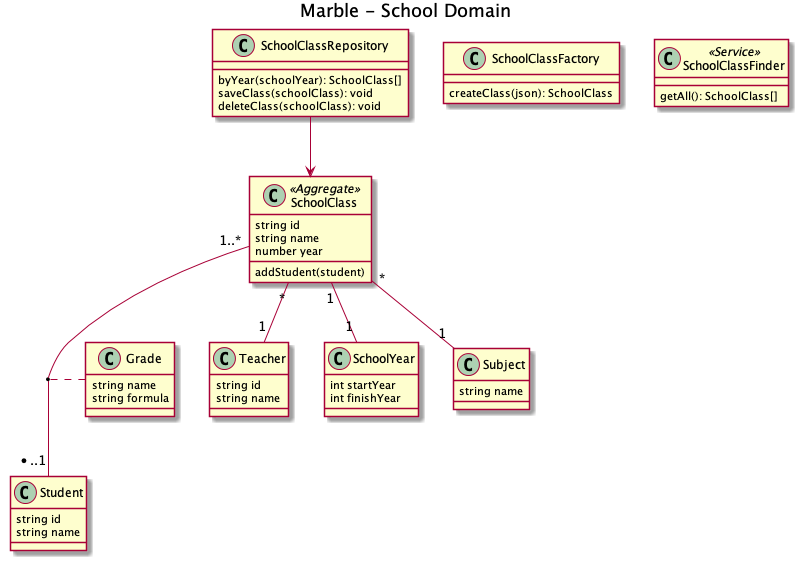 Marble – School Domain
C SchoolClassRepository
byYear(schoolYear): SchoolClass[]
saveClass(schoolClass): void
deleteClass(schoolClass): void
C SchoolClassFactory
createClass(json): SchoolClass
«Service»
C SchoolClassFinder
getAll(): SchoolClass[]
«Aggregate»
C SchoolClass
string id
string name
number year
addStudent(student)
1..*
*
1
*
1
1
1
C Grade
string name
string formula
C Teacher
string id
string name
C SchoolYear
int startYear
int finishYear
C Subject
string name
*..1
C Student
string id
string name